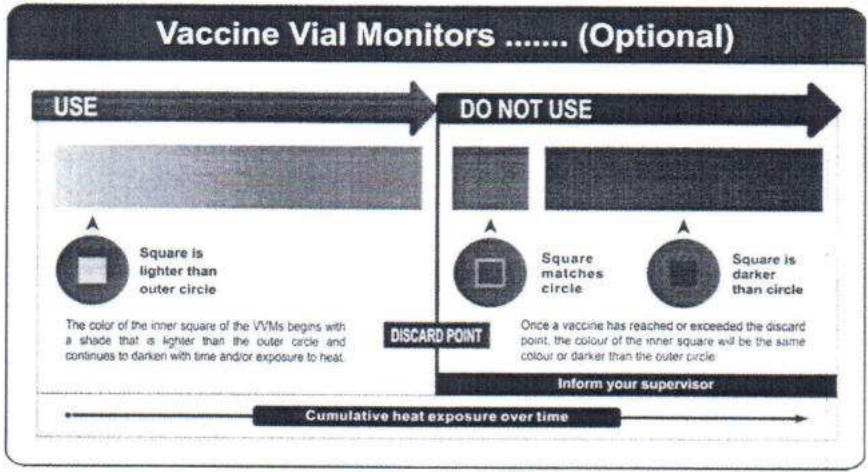 Vaccine Vial Monitors ....... (Optional)
USE
DO NOT USE
Square is
lighter than
outer circle
Square
matches
circle
Square is
darker
than circle
The color of the inner square of the VVMs begins with
a shade that is lighter than the outer circle and
continues to darken with time and/or exposure to heat.
DISCARD POINT
Once a vaccine has reached or exceeded the discard
point, the colour of the inner square will be the same
colour or darker than the outer circle
Inform your supervisor
Cumulative heat exposure over time